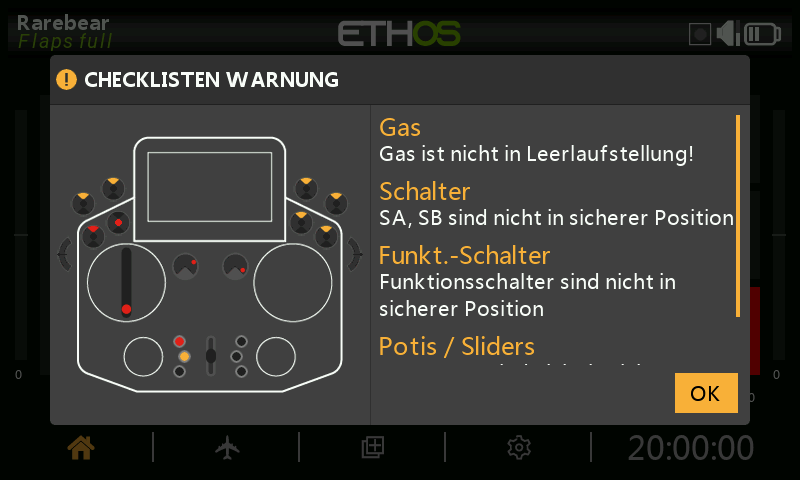 Rarebear
Flaps full
ETHOS
CHECKLISTEN WARNUNG
Gas
Gas ist nicht in Leerlaufstellung!
Schalter
SA, SB sind nicht in sicherer Position
Funkt.-Schalter
Funktionsschalter sind nicht in
sicherer Position
Potis / Sliders
OK
0
0
0
20:00:00